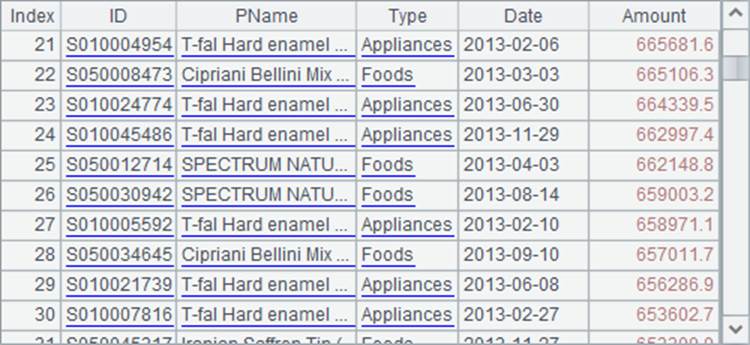 Index ID PName Type Date Amount
21 S010004954 T-fal Hard enamel ... Appliances 2013-02-06 665681.6
22 S050008473 Cipriani Bellini Mix ... Foods 2013-03-03 665106.3
23 S010024774 T-fal Hard enamel ... Appliances 2013-06-30 664339.5
24 S010045486 T-fal Hard enamel ... Appliances 2013-11-29 662997.4
25 S050012714 SPECTRUM NATU... Foods 2013-04-03 662148.8
26 S050030942 SPECTRUM NATU... Foods 2013-08-14 659003.2
27 S010005592 T-fal Hard enamel ... Appliances 2013-02-10 658971.1
28 S050034645 Cipriani Bellini Mix ... Foods 2013-09-10 657011.7
29 S010021739 T-fal Hard enamel ... Appliances 2013-06-08 656286.9
30 S010007816 T-fal Hard enamel ... Appliances 2013-02-27 653602.7
31 Iranian Saffron Tin Foods